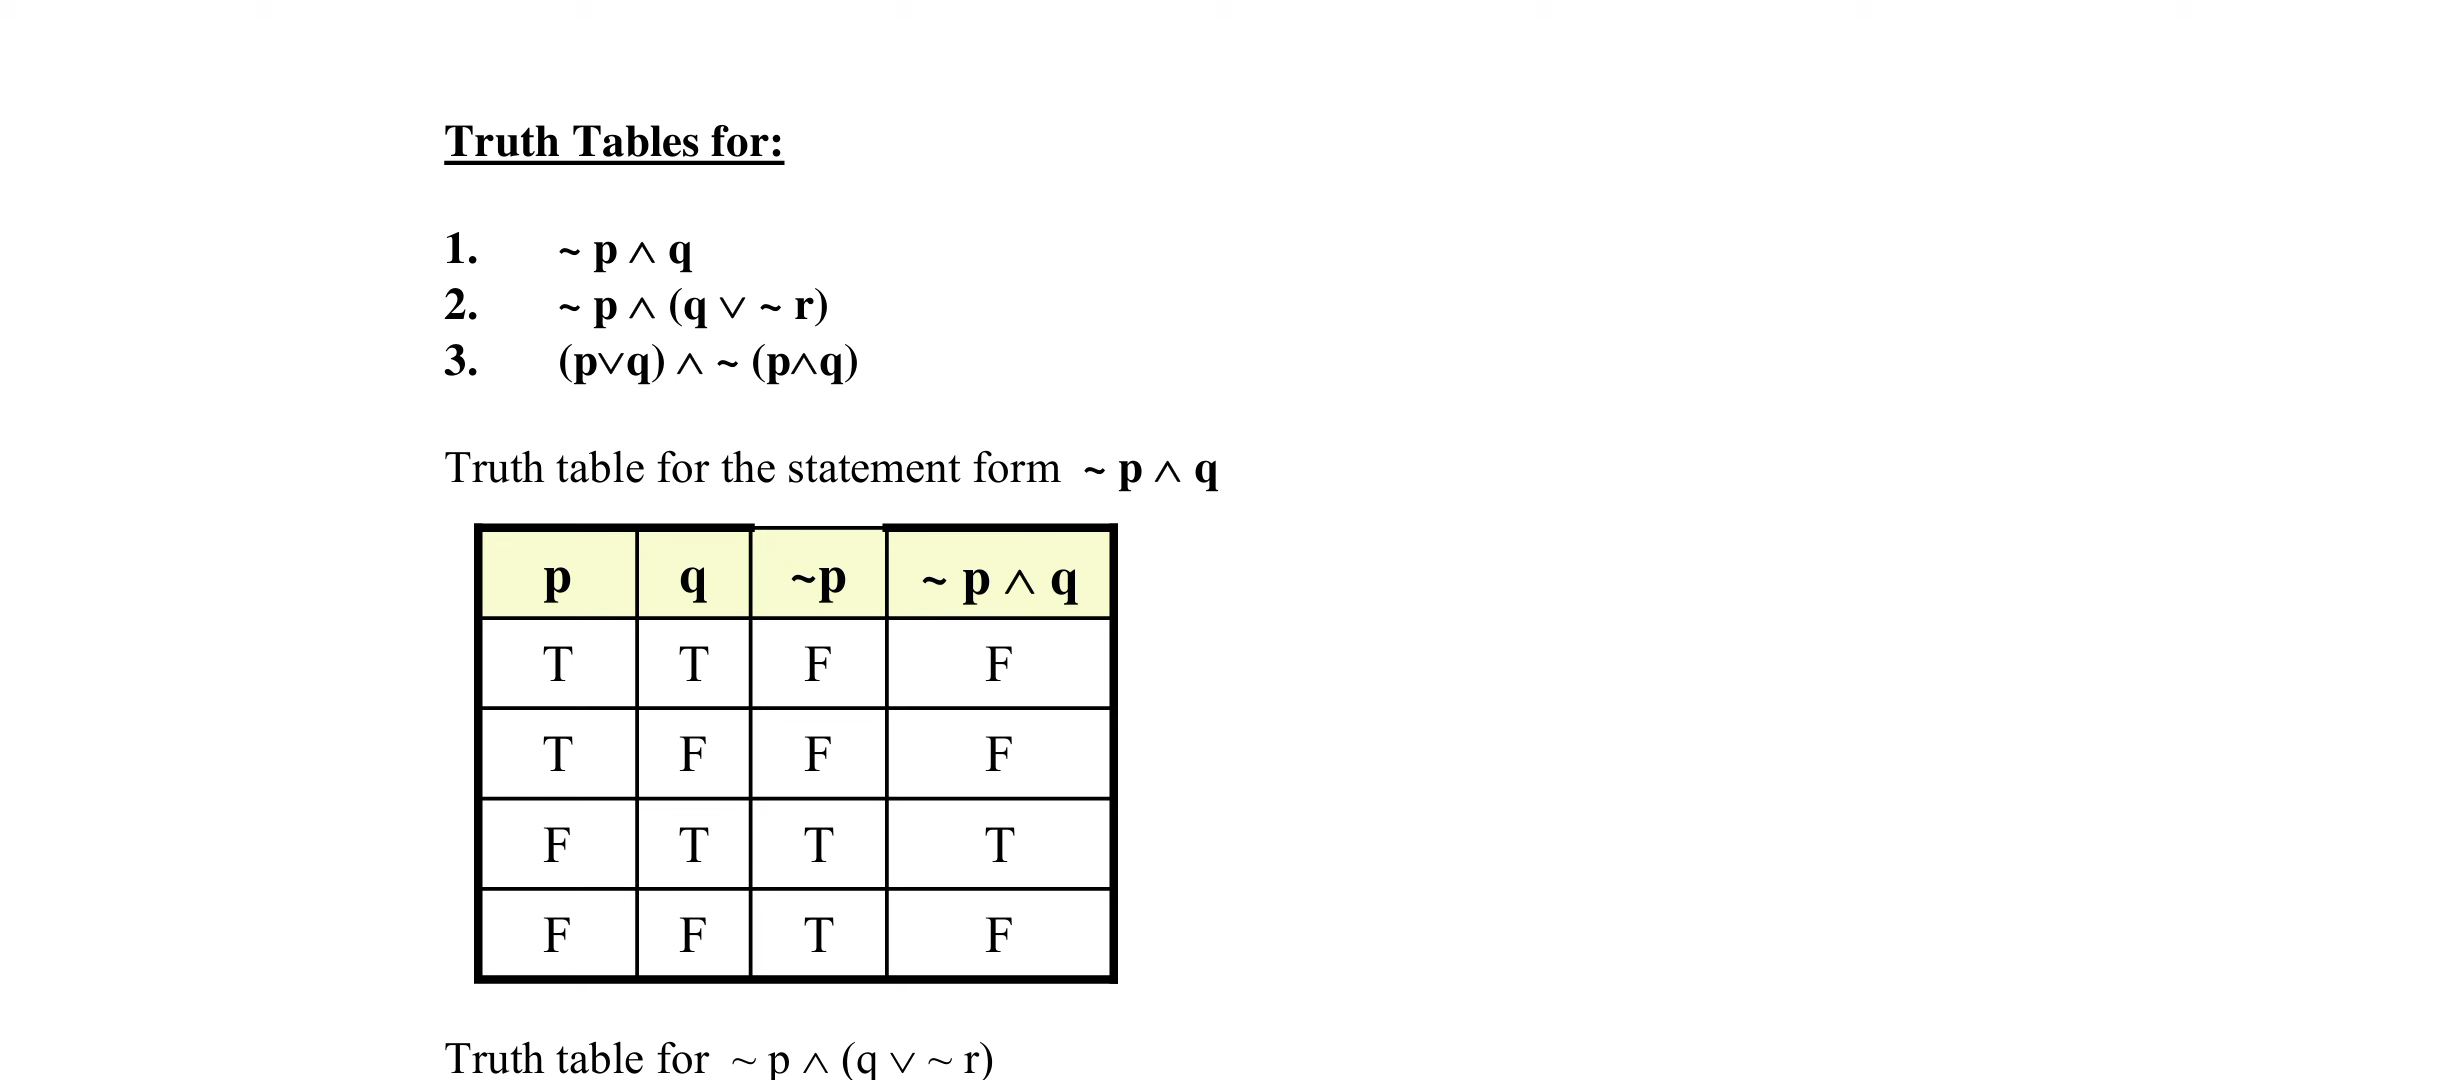 Truth Tables for:
1. ~ p ∧ q
2. ~ p ∧ (q ∨ ~ r)
3. (p∨q) ∧ ~ (p∧q)
Truth table for the statement form ~ p ∧ q
p q ~p ~ p ∧ q
T T F F
T F F F
F T T T
F F T F
Truth table for ~ p ∧ (q ∨ ~ r)